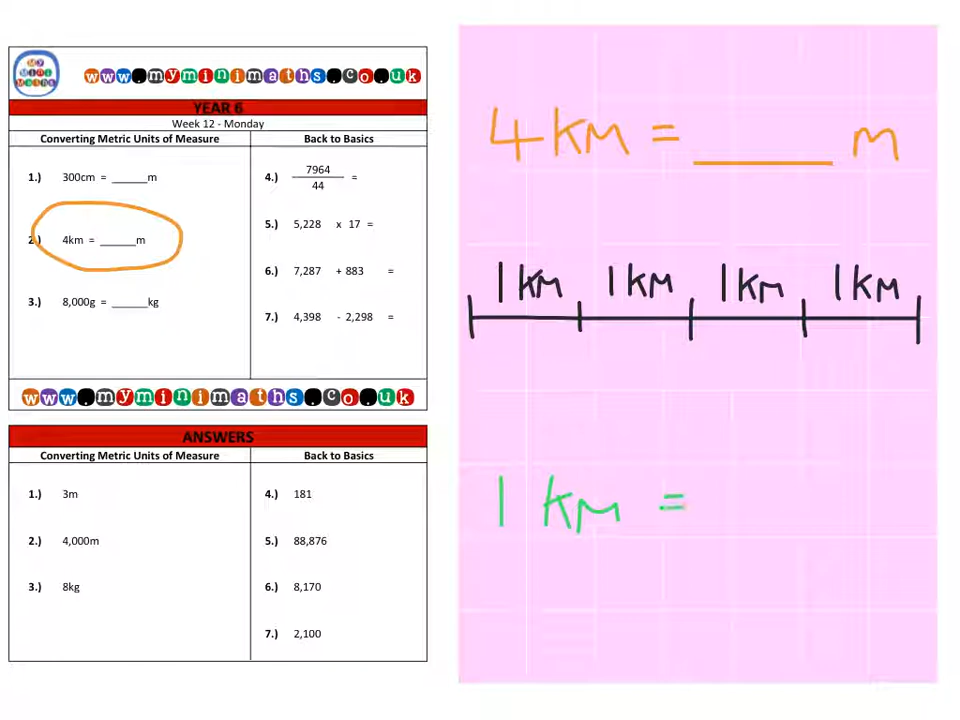 My
Mini
Maths
www.myminimaths.co.uk
YEAR 6
Week 12 - Monday
Converting Metric Units of Measure
Back to Basics
1.) 300cm = ______m
2.) 4km = ______m
3.) 8,000g = ______kg
4.) 7964
44 =
5.) 5,228 x 17 =
6.) 7,287 + 883 =
7.) 4,398 - 2,298 =
www.myminimaths.co.uk
ANSWERS
Converting Metric Units of Measure
Back to Basics
1.) 3m
2.) 4,000m
3.) 8kg
4.) 181
5.) 88,876
6.) 8,170
7.) 2,100
4km = ______ m
1km 1km 1km 1km
1 km =